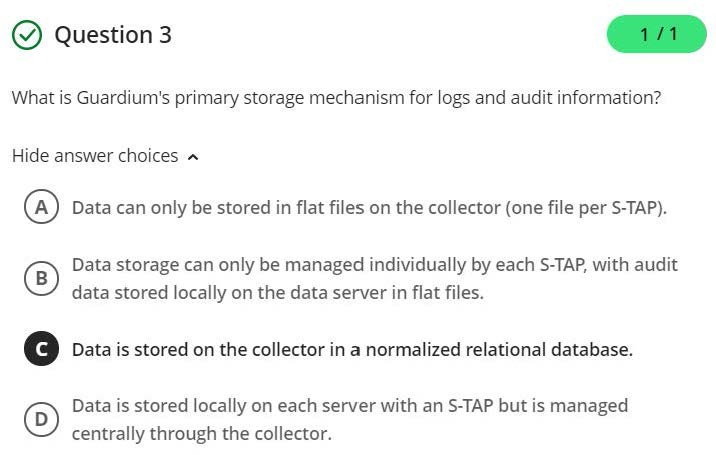 Question 3
1 / 1
What is Guardium's primary storage mechanism for logs and audit information?
Hide answer choices
A Data can only be stored in flat files on the collector (one file per S-TAP).
B Data storage can only be managed individually by each S-TAP, with audit
data stored locally on the data server in flat files.
C Data is stored on the collector in a normalized relational database.
D Data is stored locally on each server with an S-TAP but is managed
centrally through the collector.